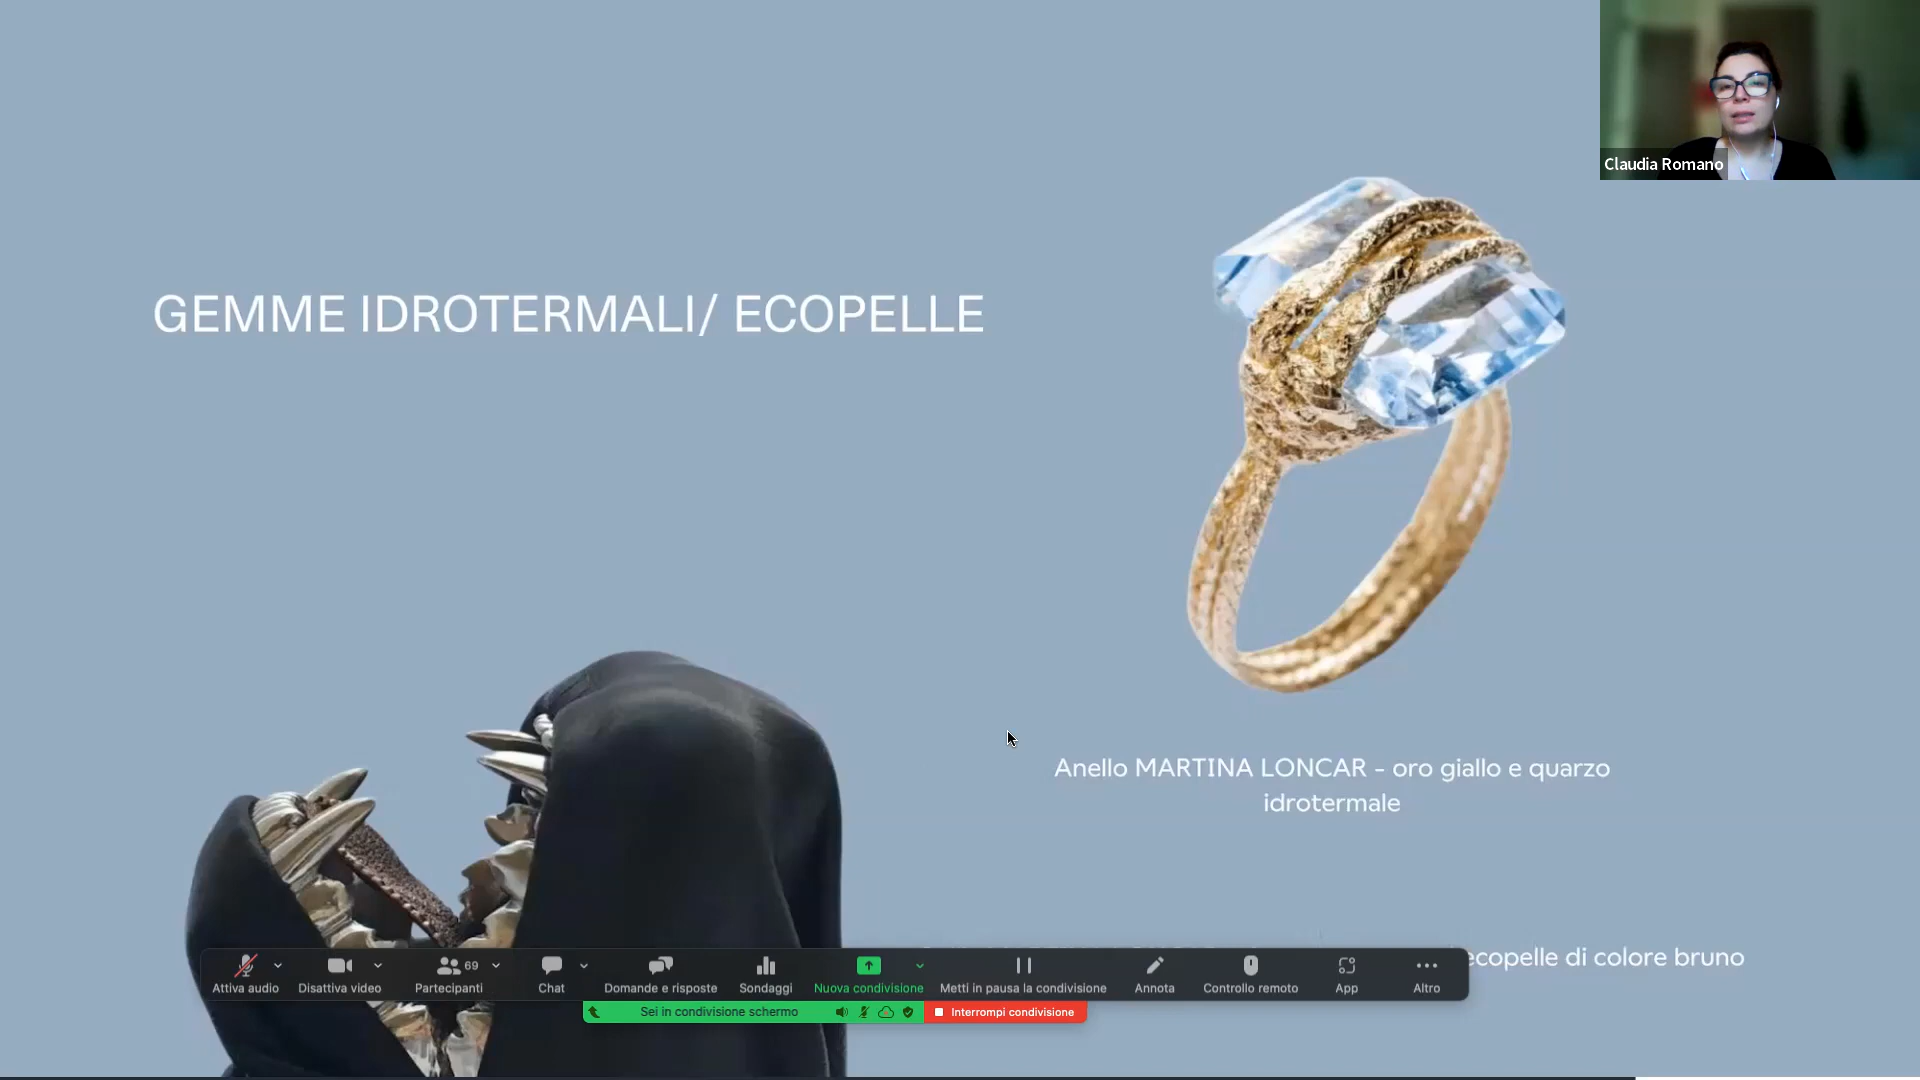 Claudia Romano
GEMME IDROTERMALI/ ECOPELLE
Anello MARTINA LONCAR - oro giallo e quarzo
idrotermale
ecopelle di colore bruno
69
Attiva audio
Disattiva video
Partecipanti
Chat
Domande e risposte
Sondaggi
Nuova condivisione
Metti in pausa la condivisione
Annota
Controllo remoto
App
Altro
Sei in condivisione schermo
Interrompi condivisione